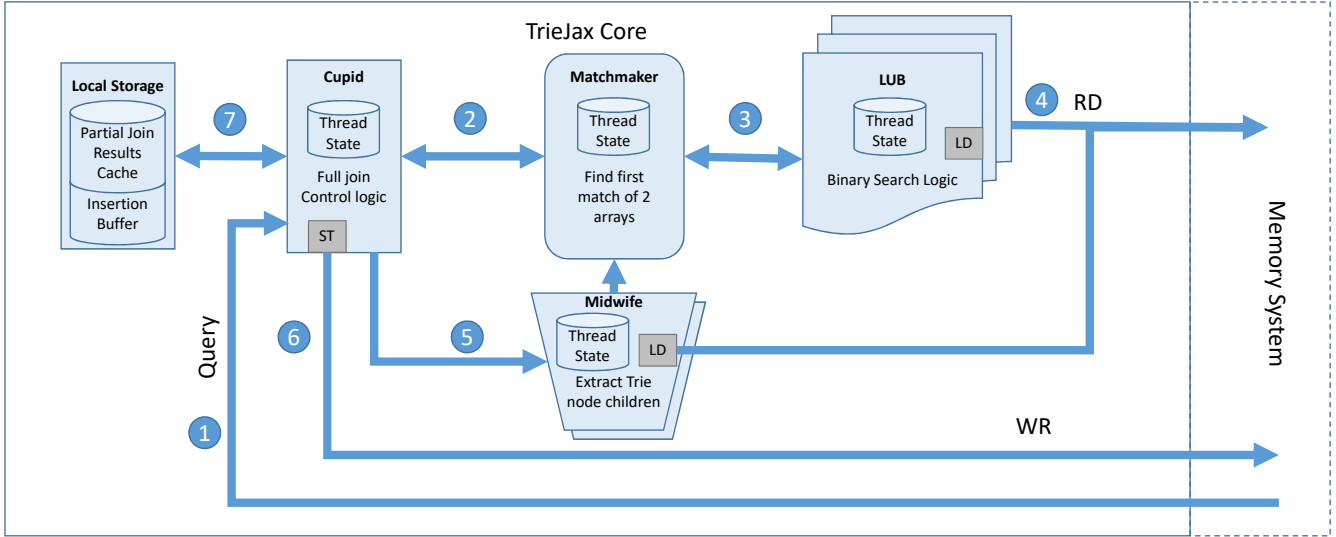 TrieJax Core
Local Storage
Partial Join
Results
Cache
Insertion
Buffer
7
Cupid
Thread
State
Full join
Control logic
ST
2
Matchmaker
Thread
State
Find first
match of 2
arrays
3
LUB
Thread
State
LD
Binary Search Logic
4
RD
Memory System
Query
1
6
5
Midwife
Thread
State
LD
Extract Trie
node children
WR